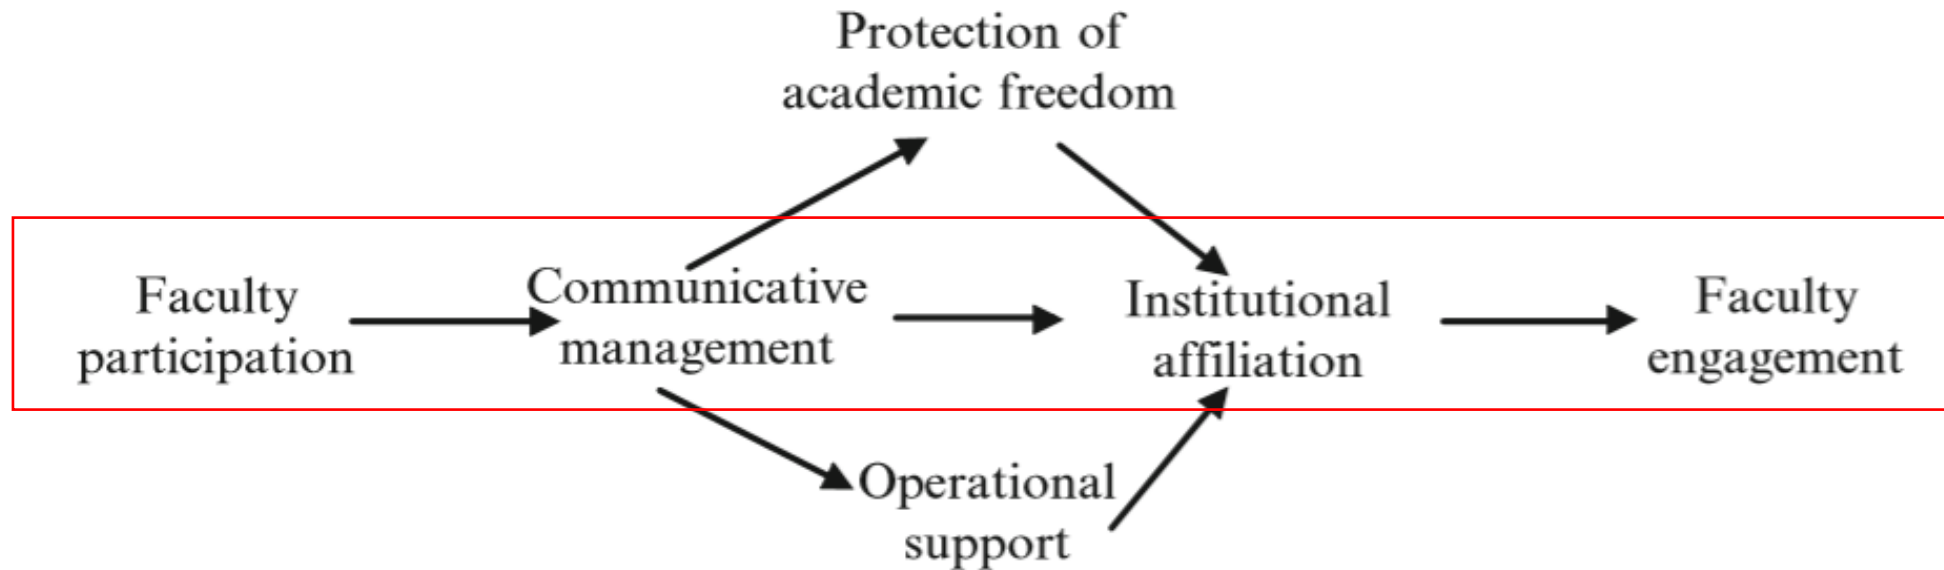 Protection of
academic freedom
Faculty
participation
Communicative
management
Institutional
affiliation
Faculty
engagement
Operational
support